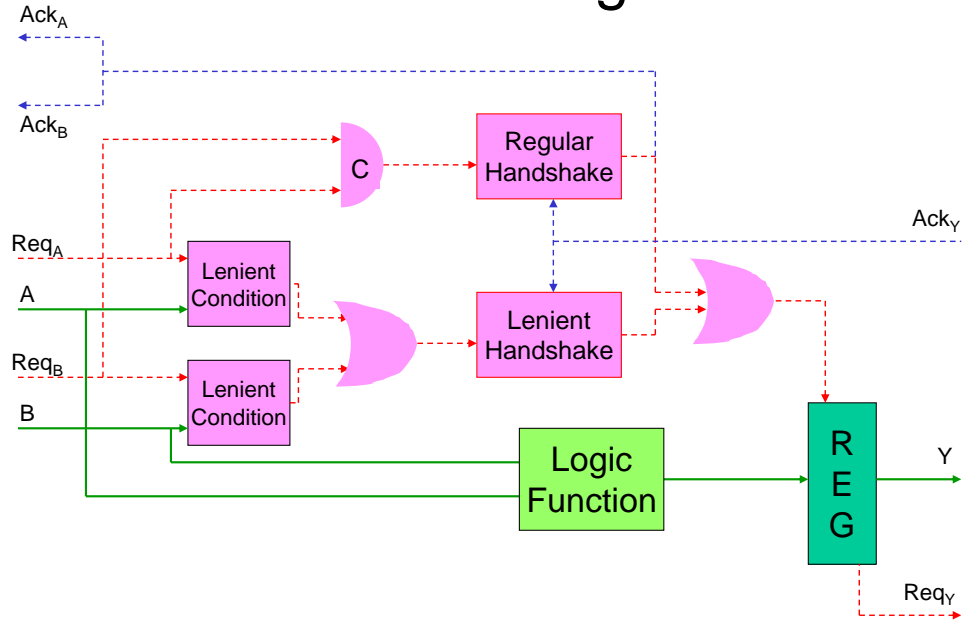 g
Ack_A
Ack_B
C
Regular
Handshake
Ack_Y
Req_A
Lenient
Condition
A
Lenient
Handshake
Req_B
Lenient
Condition
B
Logic
Function
R
E
G
Y
Req_Y